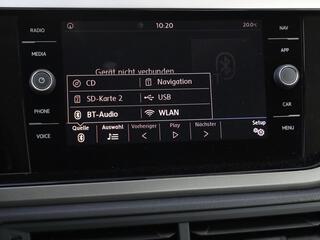 RADIO
MEDIA
PHONE
VOICE
10:20
20.0°C
Gerät nicht verbunden.
CD
Navigation
SD-Karte 2
USB
BT-Audio
WLAN
Quelle
Auswahl
Vorheriger
Play
Nächster
Setup
NAV
APP
CAR
MENU